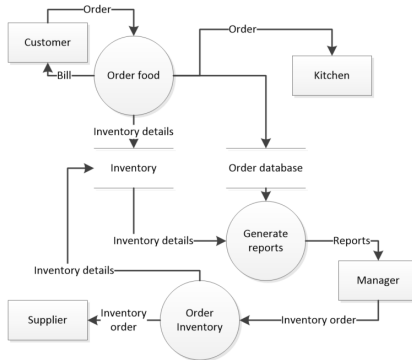 Order
Customer
Bill
Order food
Order
Kitchen
Inventory details
Inventory
Order database
Inventory details
Generate
reports
Reports
Manager
Inventory details
Supplier
Inventory
order
Order
Inventory
Inventory order